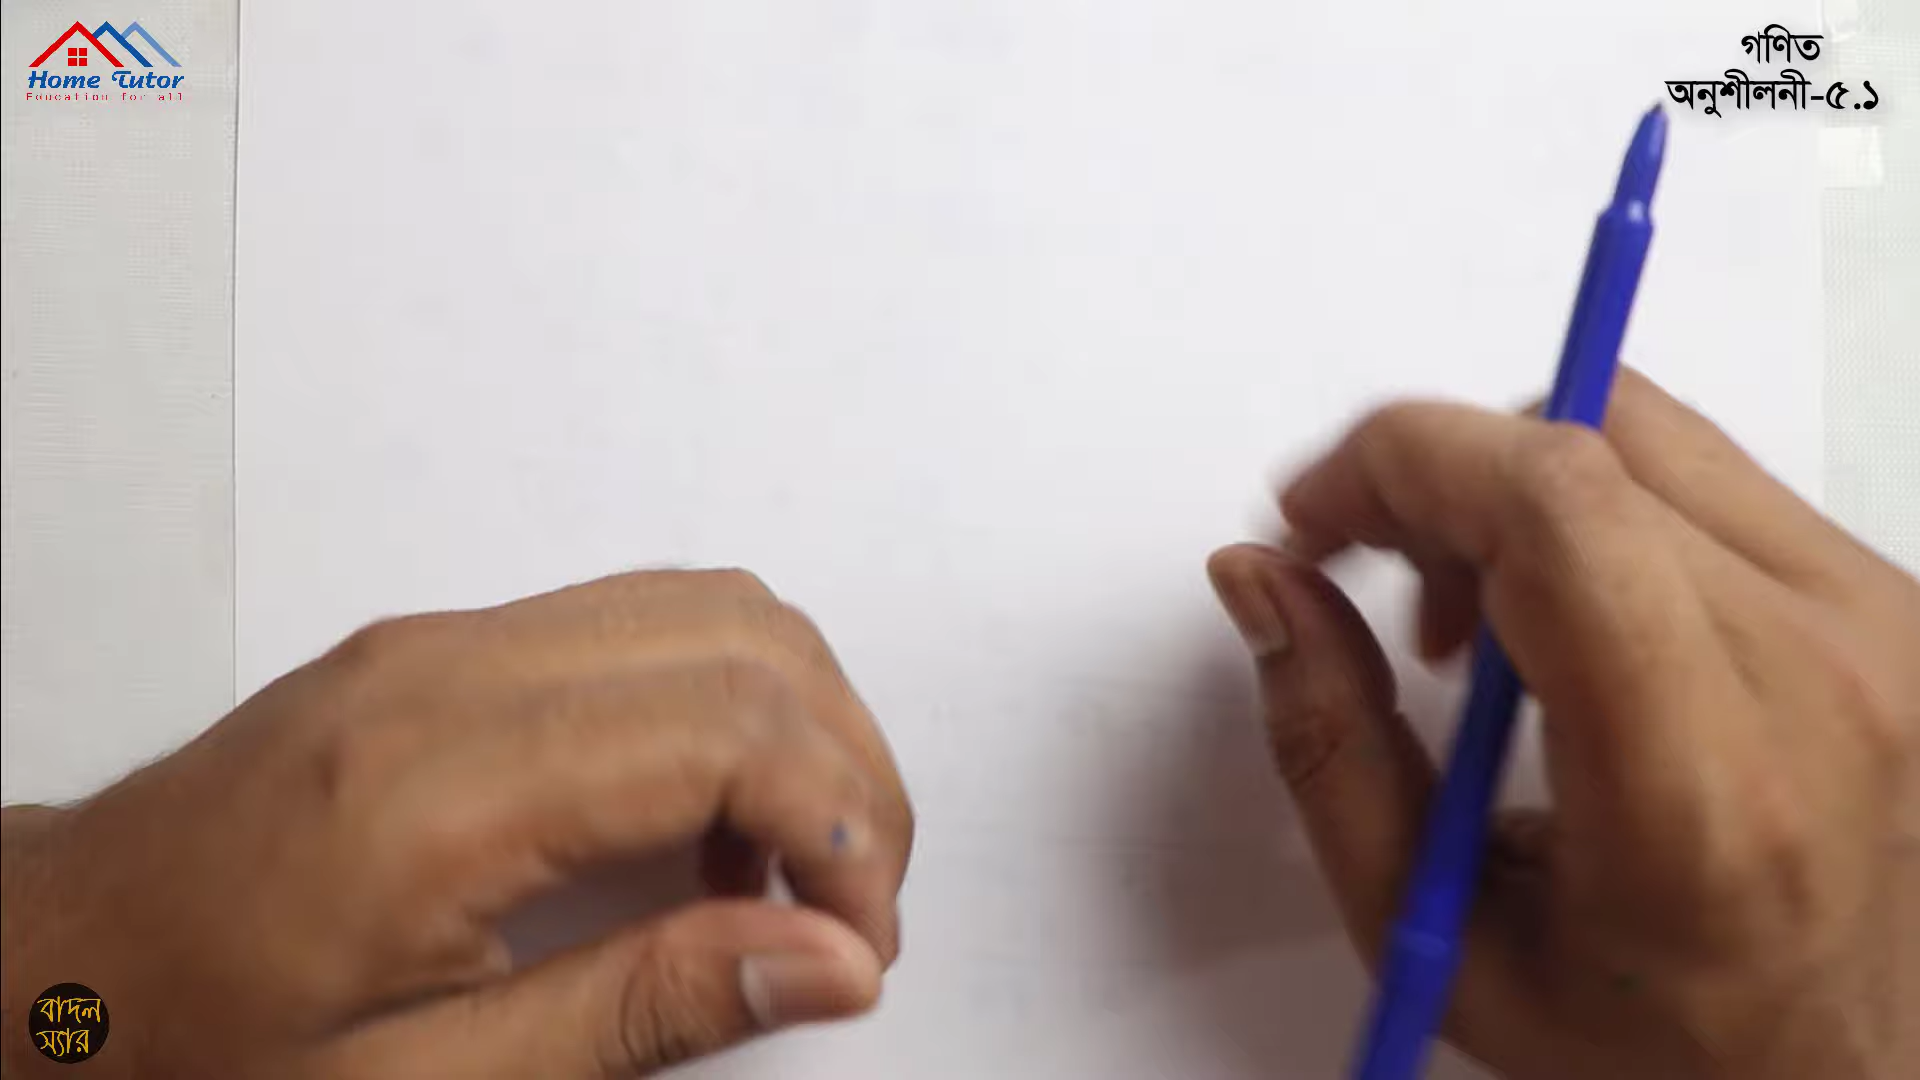 Home Tutor
Education for all
গণিত
অনুশীলনী-৫.১
বাদল
স্যার